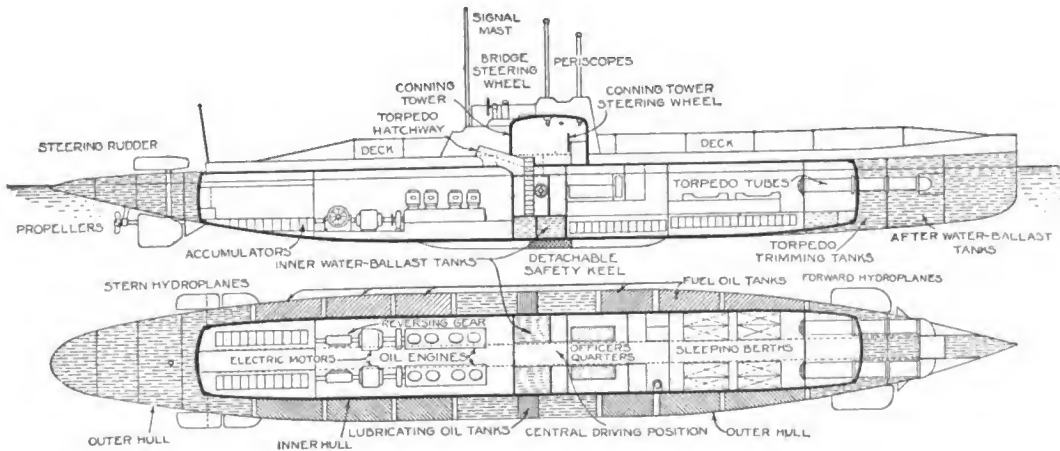 SIGNAL
MAST
BRIDGE
STEERING
WHEEL
PERISCOPES
CONNING
TOWER
CONNING TOWER
STEERING WHEEL
TORPEDO
HATCHWAY
DECK
DECK
STEERING RUDDER
TORPEDO TUBES
PROPELLERS
ACCUMULATORS
INNER WATER-BALLAST TANKS
DETACHABLE
SAFETY KEEL
TORPEDO
TRIMMING TANKS
AFTER WATER-BALLAST
TANKS
STERN HYDROPLANES
FUEL OIL TANKS
FORWARD HYDROPLANES
REVERSING GEAR
ELECTRIC MOTORS
OIL ENGINES
OFFICERS
QUARTERS
SLEEPING BERTHS
OUTER HULL
INNER HULL
LUBRICATING OIL TANKS
CENTRAL DRIVING POSITION
OUTER HULL